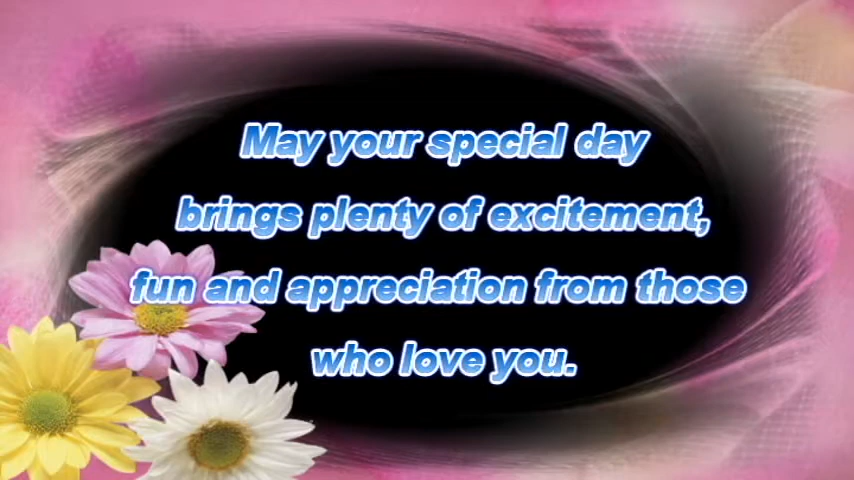 May your special day
brings plenty of excitement,
fun and appreciation from those
who love you.